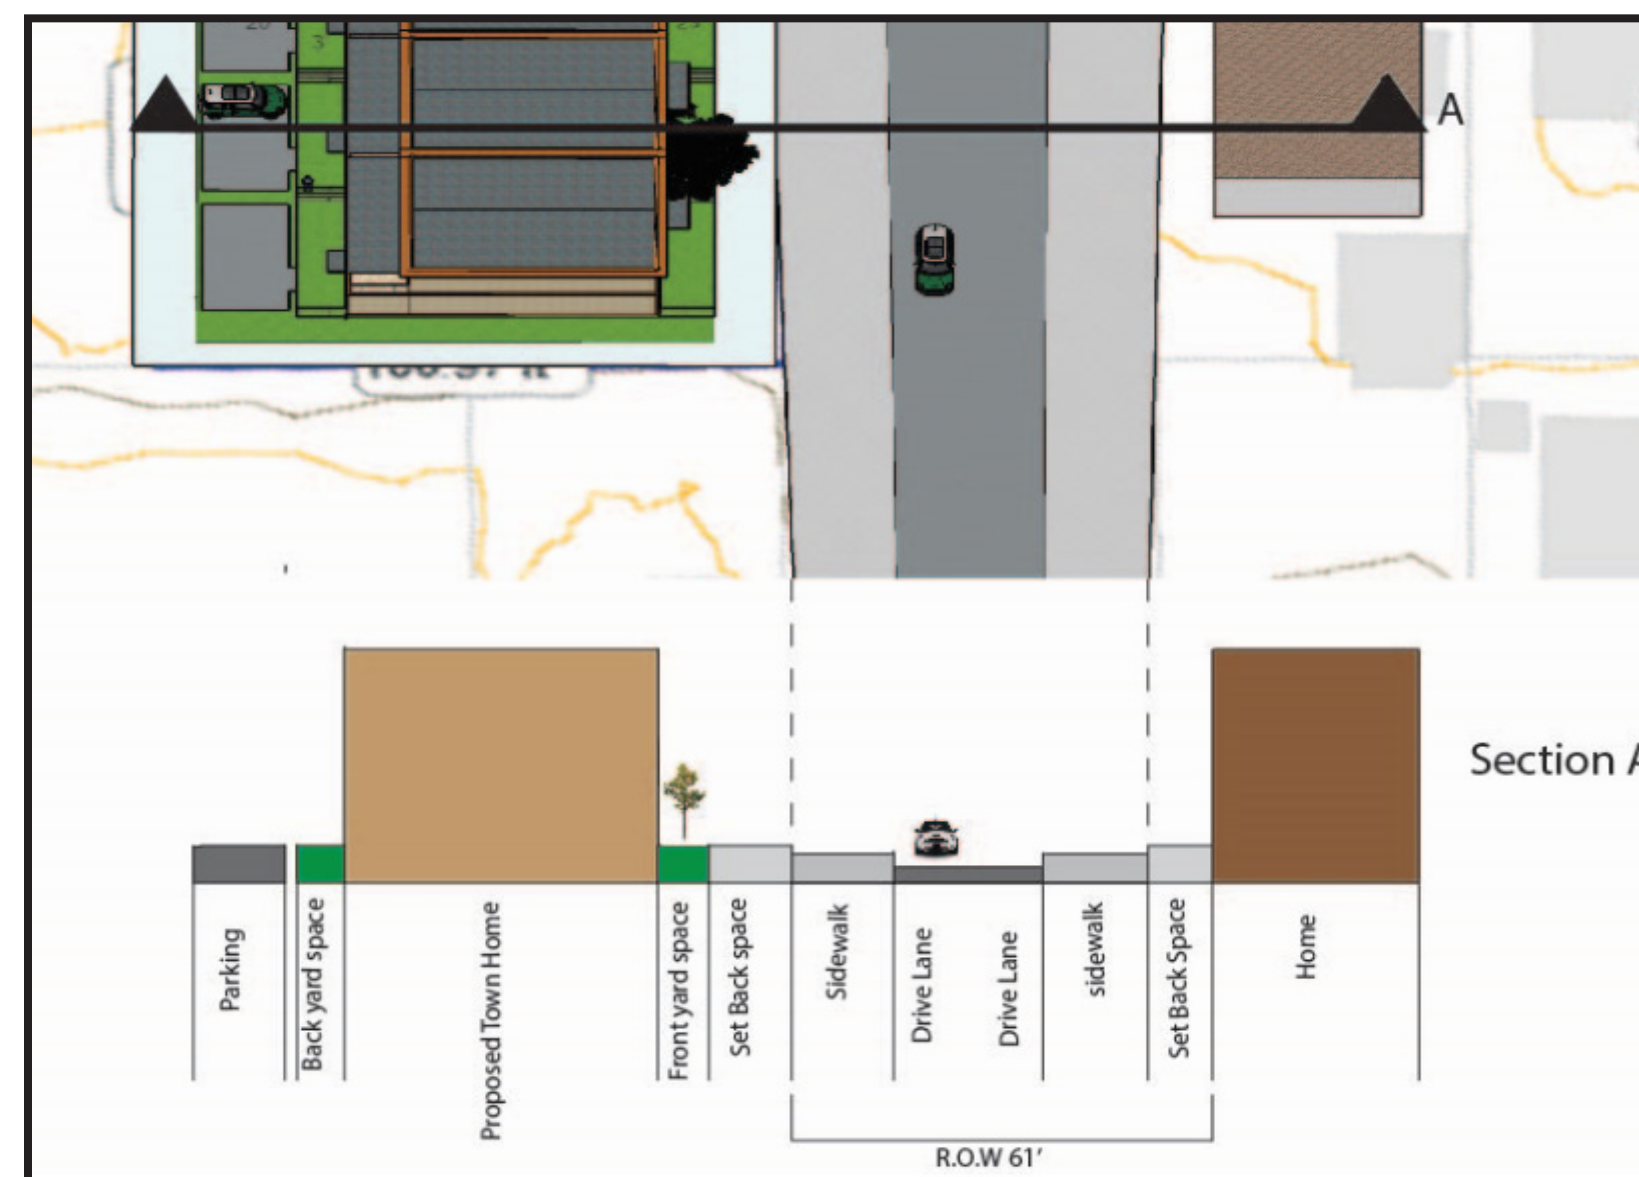 3
A
Section A
Parking
Back yard space
Proposed Town Home
Front yard space
Set Back space
Sidewalk
Drive Lane
Drive Lane
sidewalk
Set Back Space
Home
R.O.W 61'